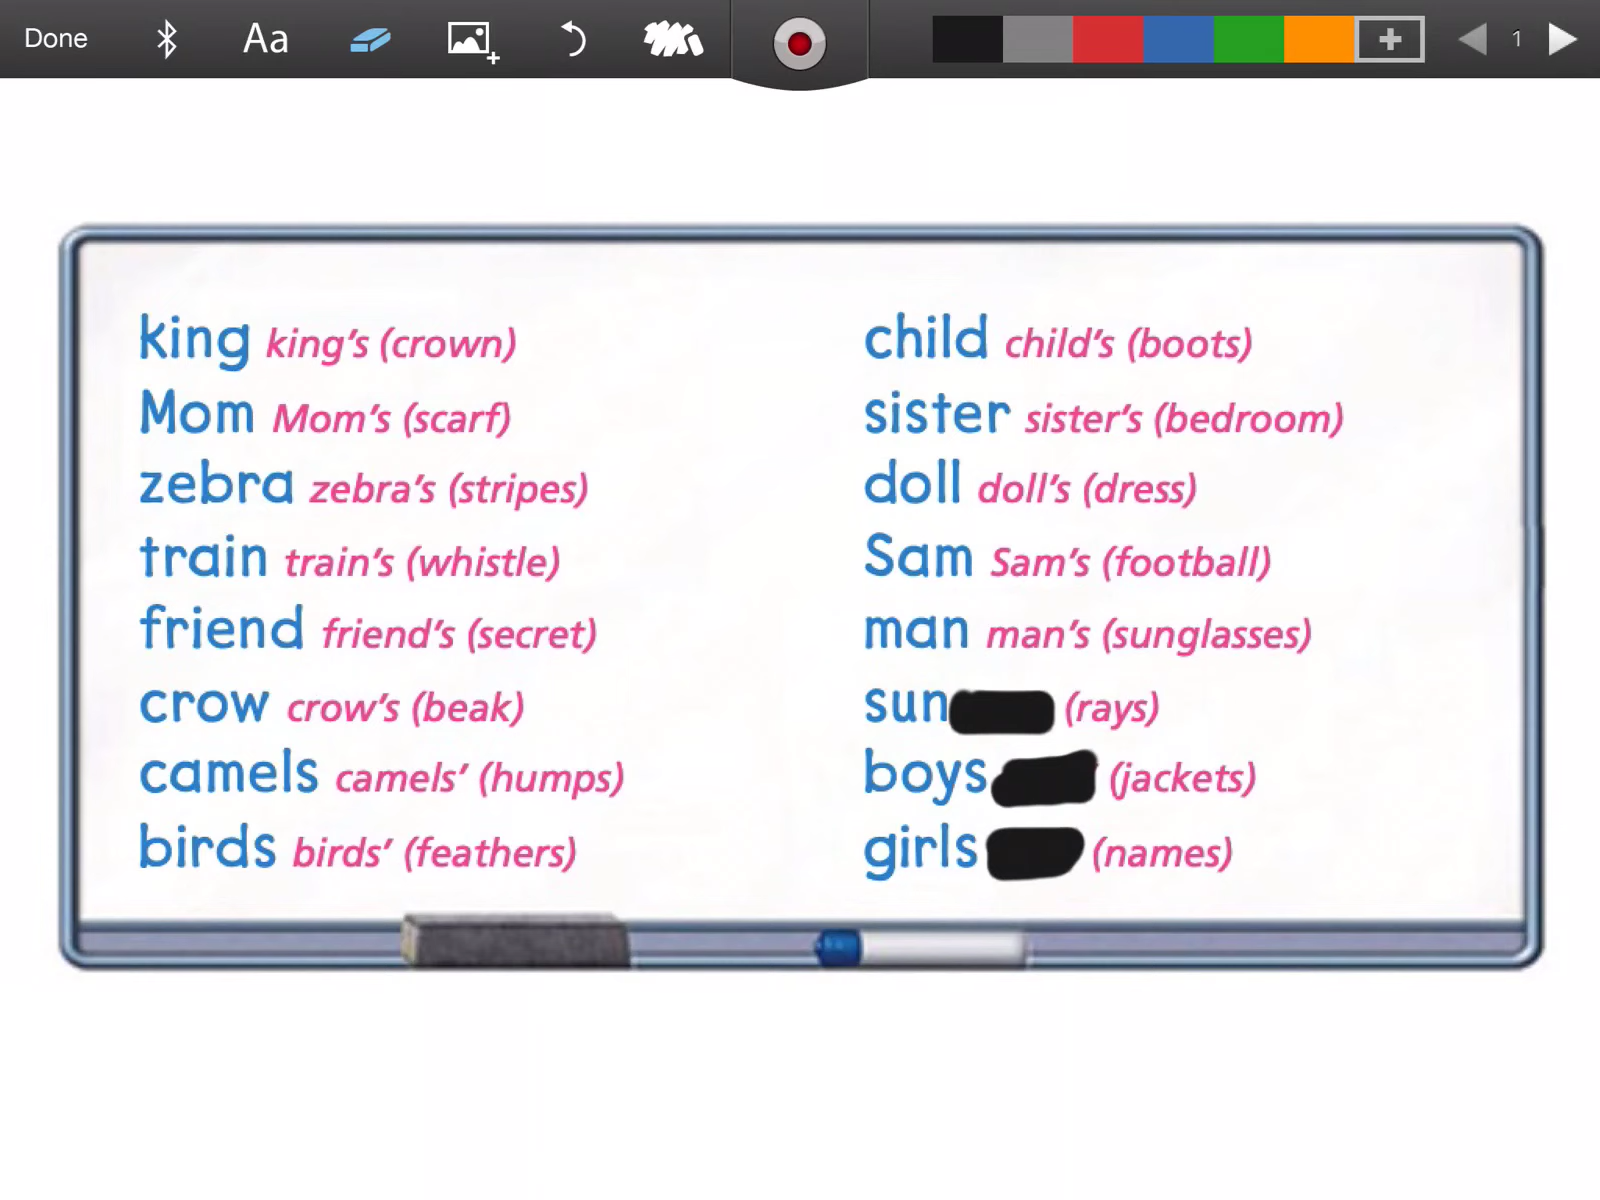 Done Aa 1
king king's (crown)
Mom Mom's (scarf)
zebra zebra's (stripes)
train train's (whistle)
friend friend's (secret)
crow crow's (beak)
camels camels' (humps)
birds birds' (feathers)
child child's (boots)
sister sister's (bedroom)
doll doll's (dress)
Sam Sam's (football)
man man's (sunglasses)
sun (rays)
boys (jackets)
girls (names)